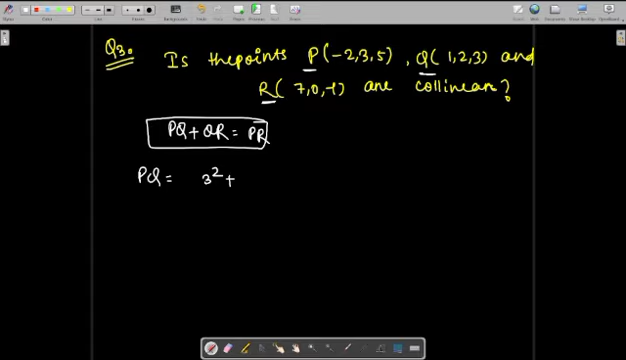 Q3. Is the points P(-2,3,5), Q(1,2,3) and
R(7,0,-1) are collinear?
PQ + QR = PR
PQ = 3² +